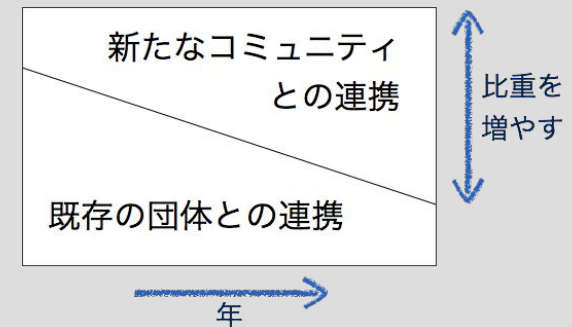 新たなコミュニティ
との連携
比重を
増やす
既存の団体との連携
年